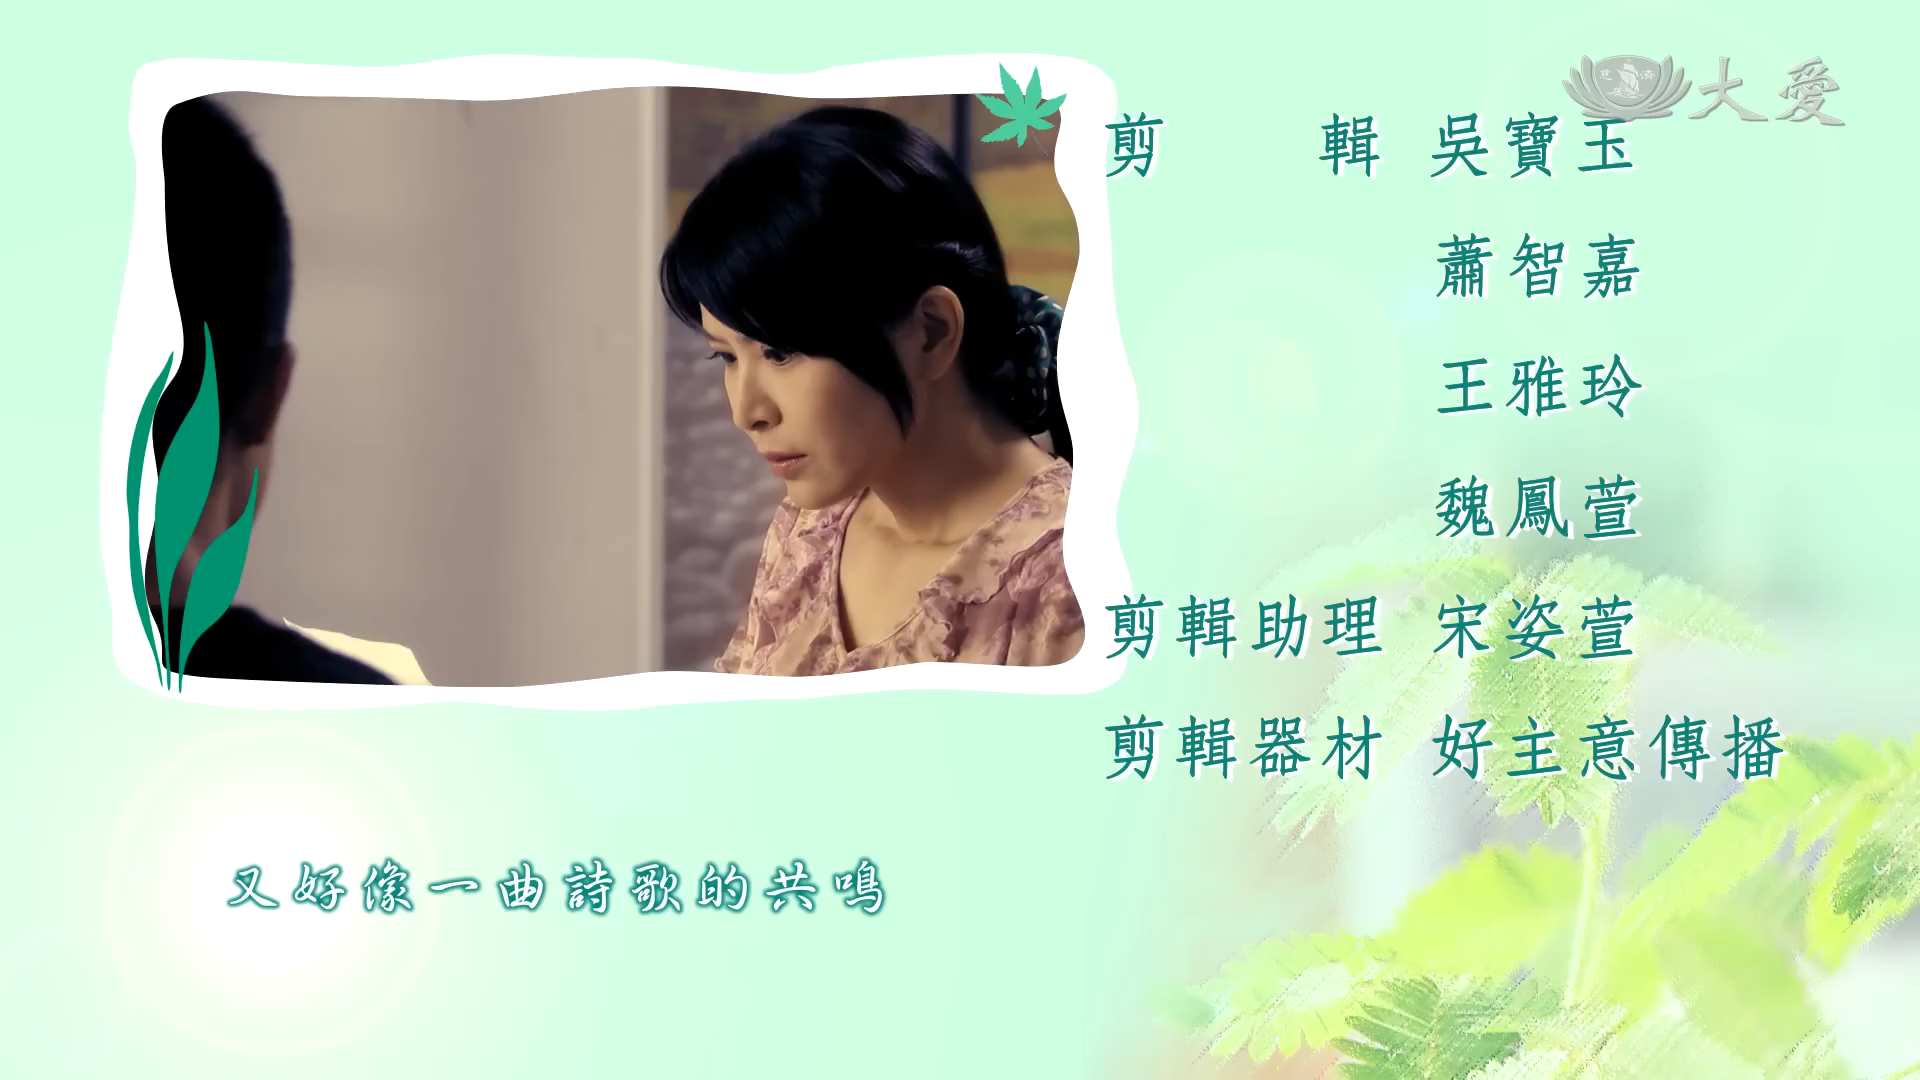 大愛
慈濟
剪輯 吳寶玉
蕭智嘉
王雅玲
魏鳳萱
剪輯助理 宋姿萱
剪輯器材 好主意傳播
又好像一曲詩歌的共鳴